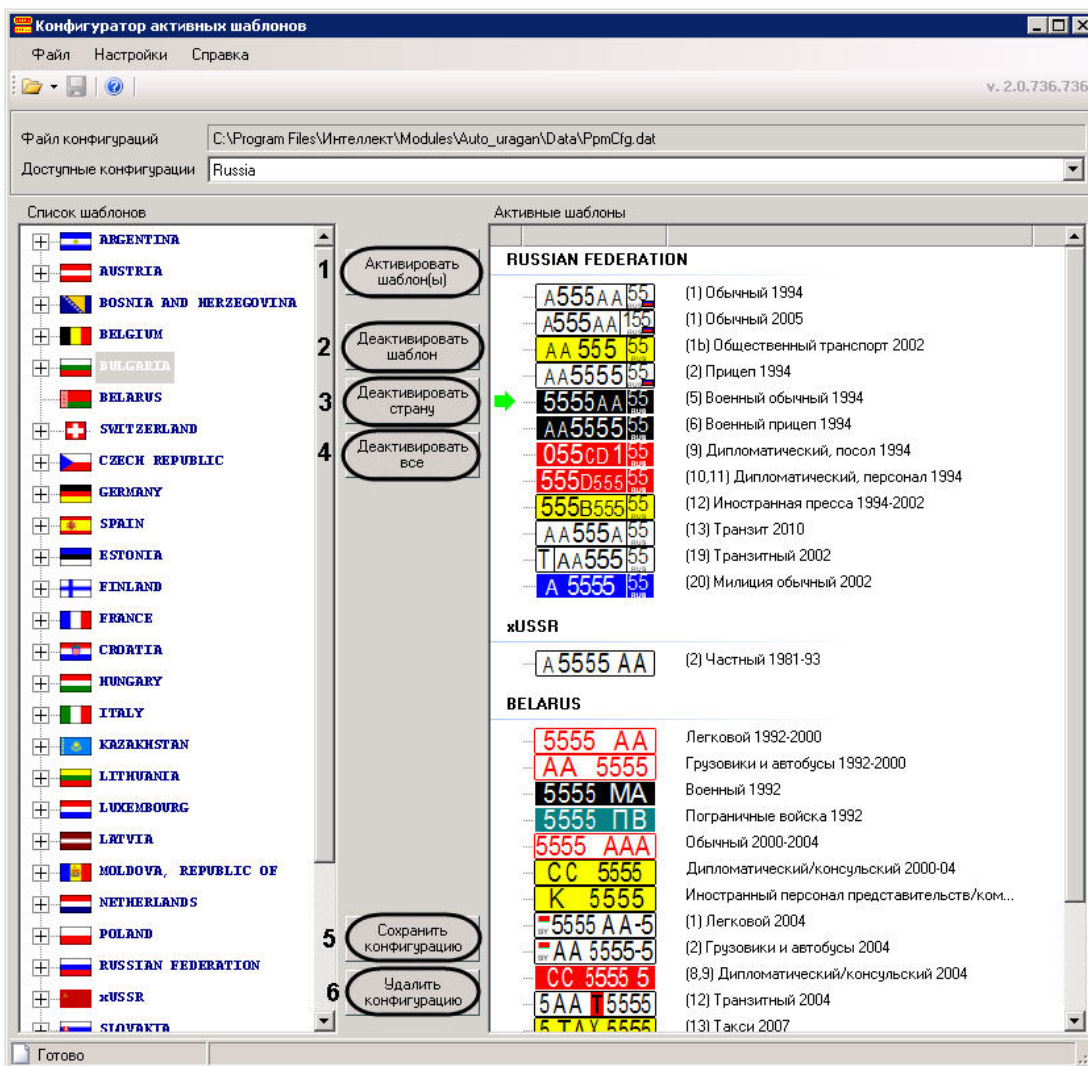 Конфигуратор активных шаблонов
Файл Настройки Справка
v. 2.0.736.736
Файл конфигураций C:\Program Files\Интеллект\Modules\Auto_uragan\Data\PpmCfg.dat
Доступные конфигурации Russia
Список шаблонов
ARGENTINA
AUSTRIA
BOSNIA AND HERZEGOVINA
BELGIUM
BULGARIA
BELARUS
SWITZERLAND
CZECH REPUBLIC
GERMANY
SPAIN
ESTONIA
FINLAND
FRANCE
CROATIA
HUNGARY
ITALY
KAZAKHSTAN
LITHUANIA
LUXEMBOURG
LATVIA
MOLDOVA, REPUBLIC OF
NETHERLANDS
POLAND
RUSSIAN FEDERATION
xUSSR
SLOVAKIA
1 Активировать
шаблон(ы)
2 Деактивировать
шаблон
3 Деактивировать
страну
4 Деактивировать
все
5 Сохранить
конфигурацию
6 Удалить
конфигурацию
Активные шаблоны
RUSSIAN FEDERATION
A555AA 55 (1) Обычный 1994
A555AA 155 (1) Обычный 2005
AA 555 55 (1b) Общественный транспорт 2002
AA5555 55 (2) Прицеп 1994
5555AA 55 (5) Военный обычный 1994
AA5555 55 (6) Военный прицеп 1994
055CD1 55 (9) Дипломатический, посол 1994
555D555 55 (10,11) Дипломатический, персонал 1994
555B555 55 (12) Иностранная пресса 1994-2002
AA555A 55 (13) Транзит 2010
T AA555 55 (19) Транзитный 2002
A 5555 55 (20) Милиция обычный 2002
xUSSR
A 5555 AA (2) Частный 1981-93
BELARUS
5555 AA Легковой 1992-2000
AA 5555 Грузовики и автобусы 1992-2000
5555 MA Военный 1992
5555 ПВ Пограничные войска 1992
5555 AAA Обычный 2000-2004
CC 5555 Дипломатический/консульский 2000-04
K 5555 Иностранный персонал представительств/ком...
BY 5555 AA-5 (1) Легковой 2004
BY AA 5555-5 (2) Грузовики и автобусы 2004
CC 5555 5 (8,9) Дипломатический/консульский 2004
5AA T 5555 (12) Транзитный 2004
5 TAX 5555 (13) Такси 2007
Готово